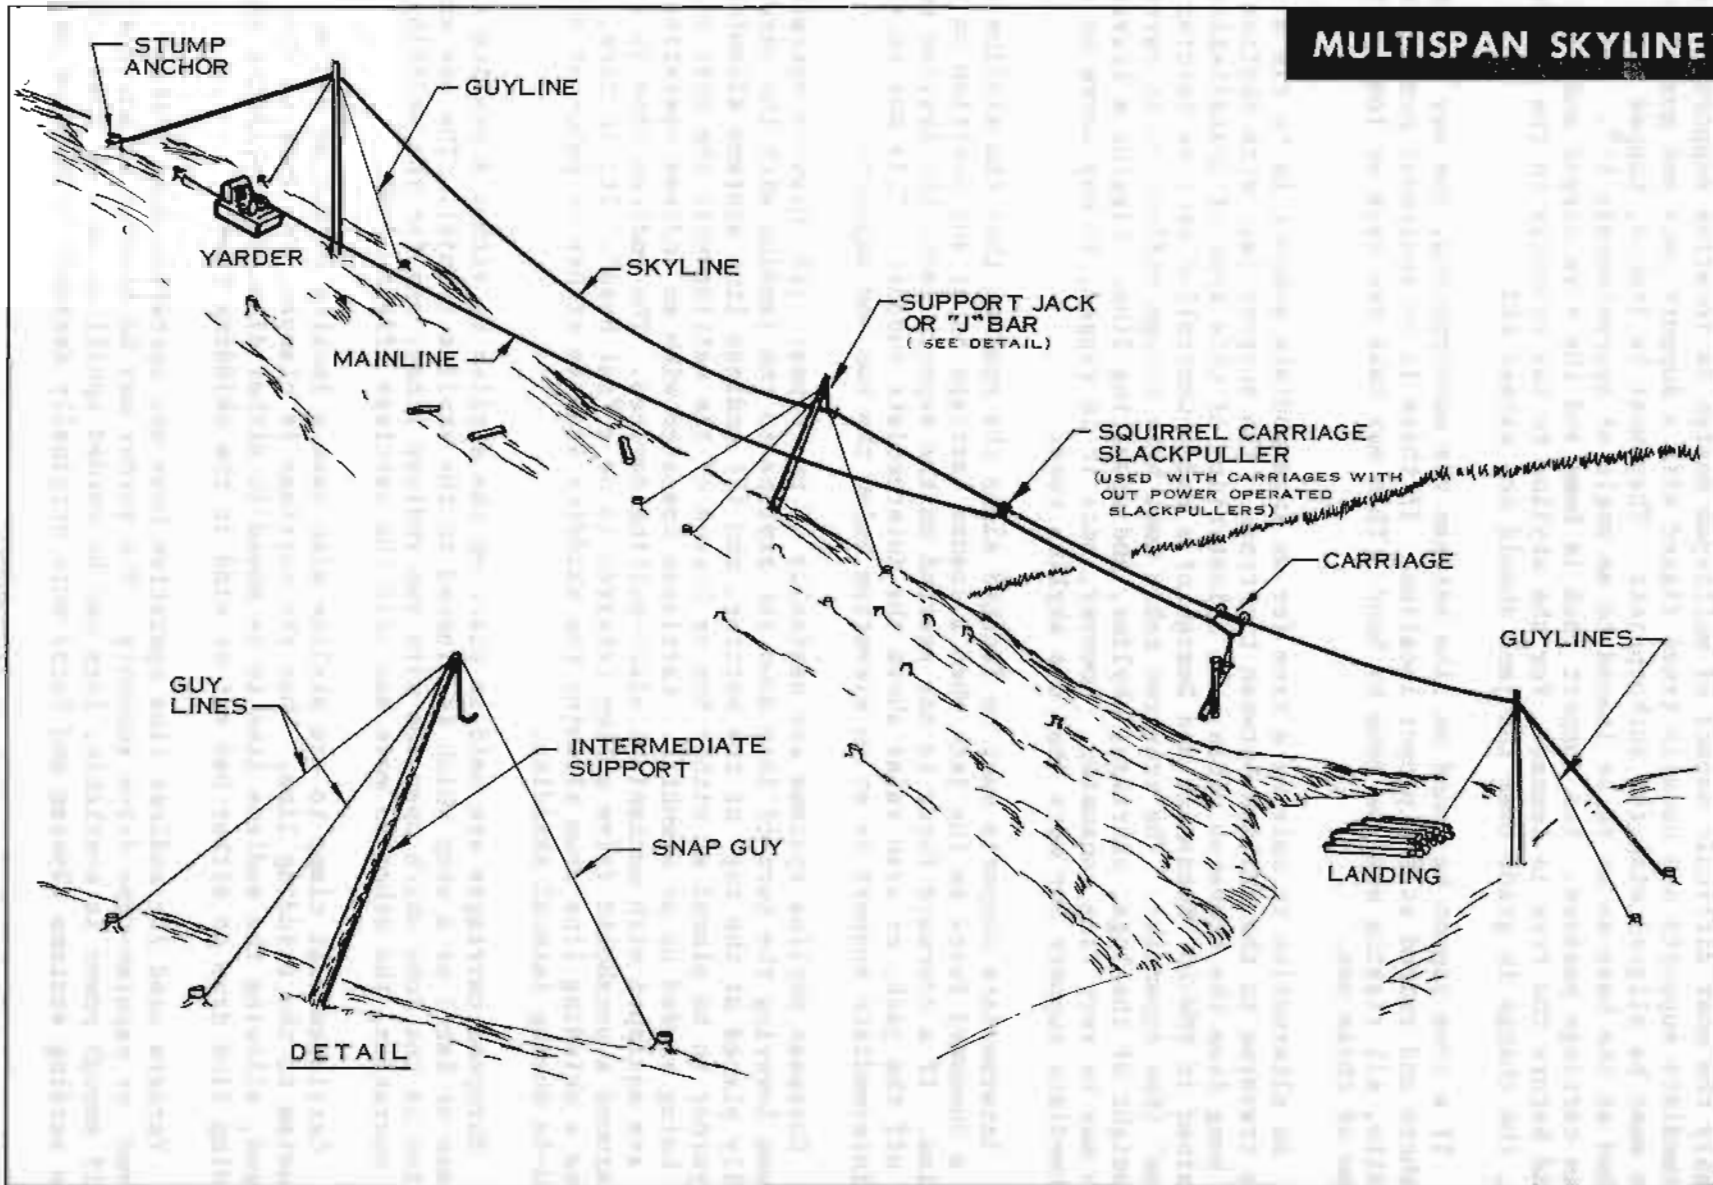 MULTISPAN SKYLINE
STUMP
ANCHOR
GUYLINE
YARDER
SKYLINE
MAINLINE
SUPPORT JACK
OR "J" BAR
( SEE DETAIL)
SQUIRREL CARRIAGE
SLACKPULLER
(USED WITH CARRIAGES WITH
OUT POWER OPERATED
SLACKPULLERS)
CARRIAGE
GUYLINES
LANDING
GUY
LINES
INTERMEDIATE
SUPPORT
SNAP GUY
DETAIL